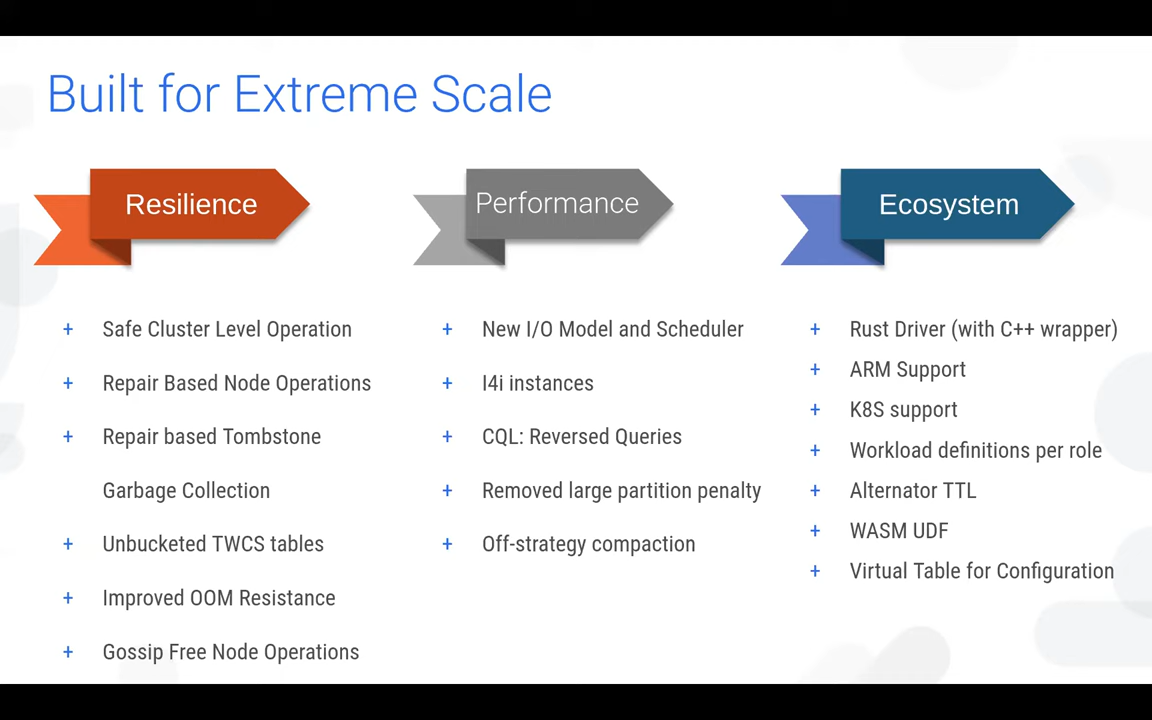 Built for Extreme Scale
Resilience
+ Safe Cluster Level Operation
+ Repair Based Node Operations
+ Repair based Tombstone
Garbage Collection
+ Unbucketed TWCS tables
+ Improved OOM Resistance
+ Gossip Free Node Operations
Performance
+ New I/O Model and Scheduler
+ I4i instances
+ CQL: Reversed Queries
+ Removed large partition penalty
+ Off-strategy compaction
Ecosystem
+ Rust Driver (with C++ wrapper)
+ ARM Support
+ K8S support
+ Workload definitions per role
+ Alternator TTL
+ WASM UDF
+ Virtual Table for Configuration